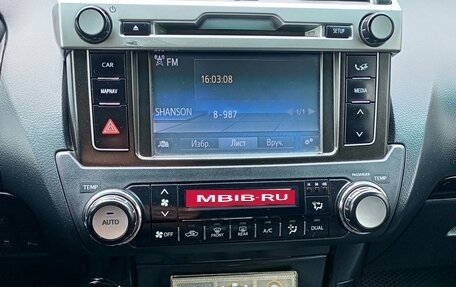 SETUP
CAR
FM
16:03:08
MAPNAV
MEDIA
SHANSON
8-987
1/1
Избр.
Лист
Вруч.
PASSENGER
TEMP
TEMP
MBIB-RU
AUTO
OFF
FRONT
REAR
A/C
DUAL